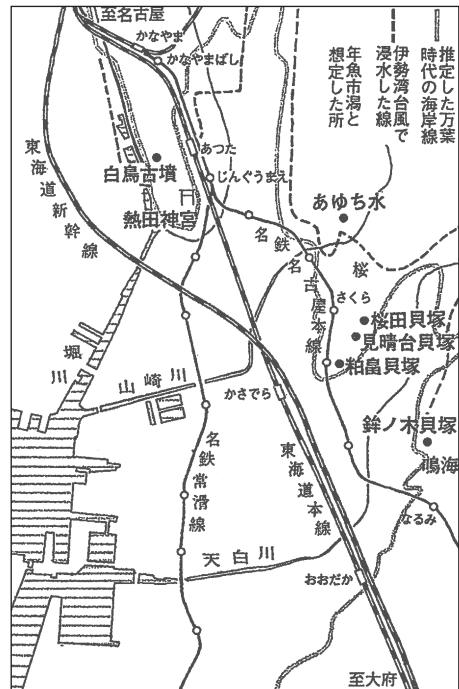 至名古屋
かなやま
かなやまばし
推定した万葉
時代の海岸線
伊勢湾台風で
浸水した線
年魚市潟と
想定した所
東海道新幹線
白鳥古墳
あつた
じんぐうまえ
熱田神宮
あゆち水
名鉄名古屋本線
桜
さくら
桜田貝塚
見晴台貝塚
粕畠貝塚
堀川
山崎川
かさでら
鉾ノ木貝塚
鳴海
名鉄常滑線
東海道本線
なるみ
天白川
おおだか
至大府